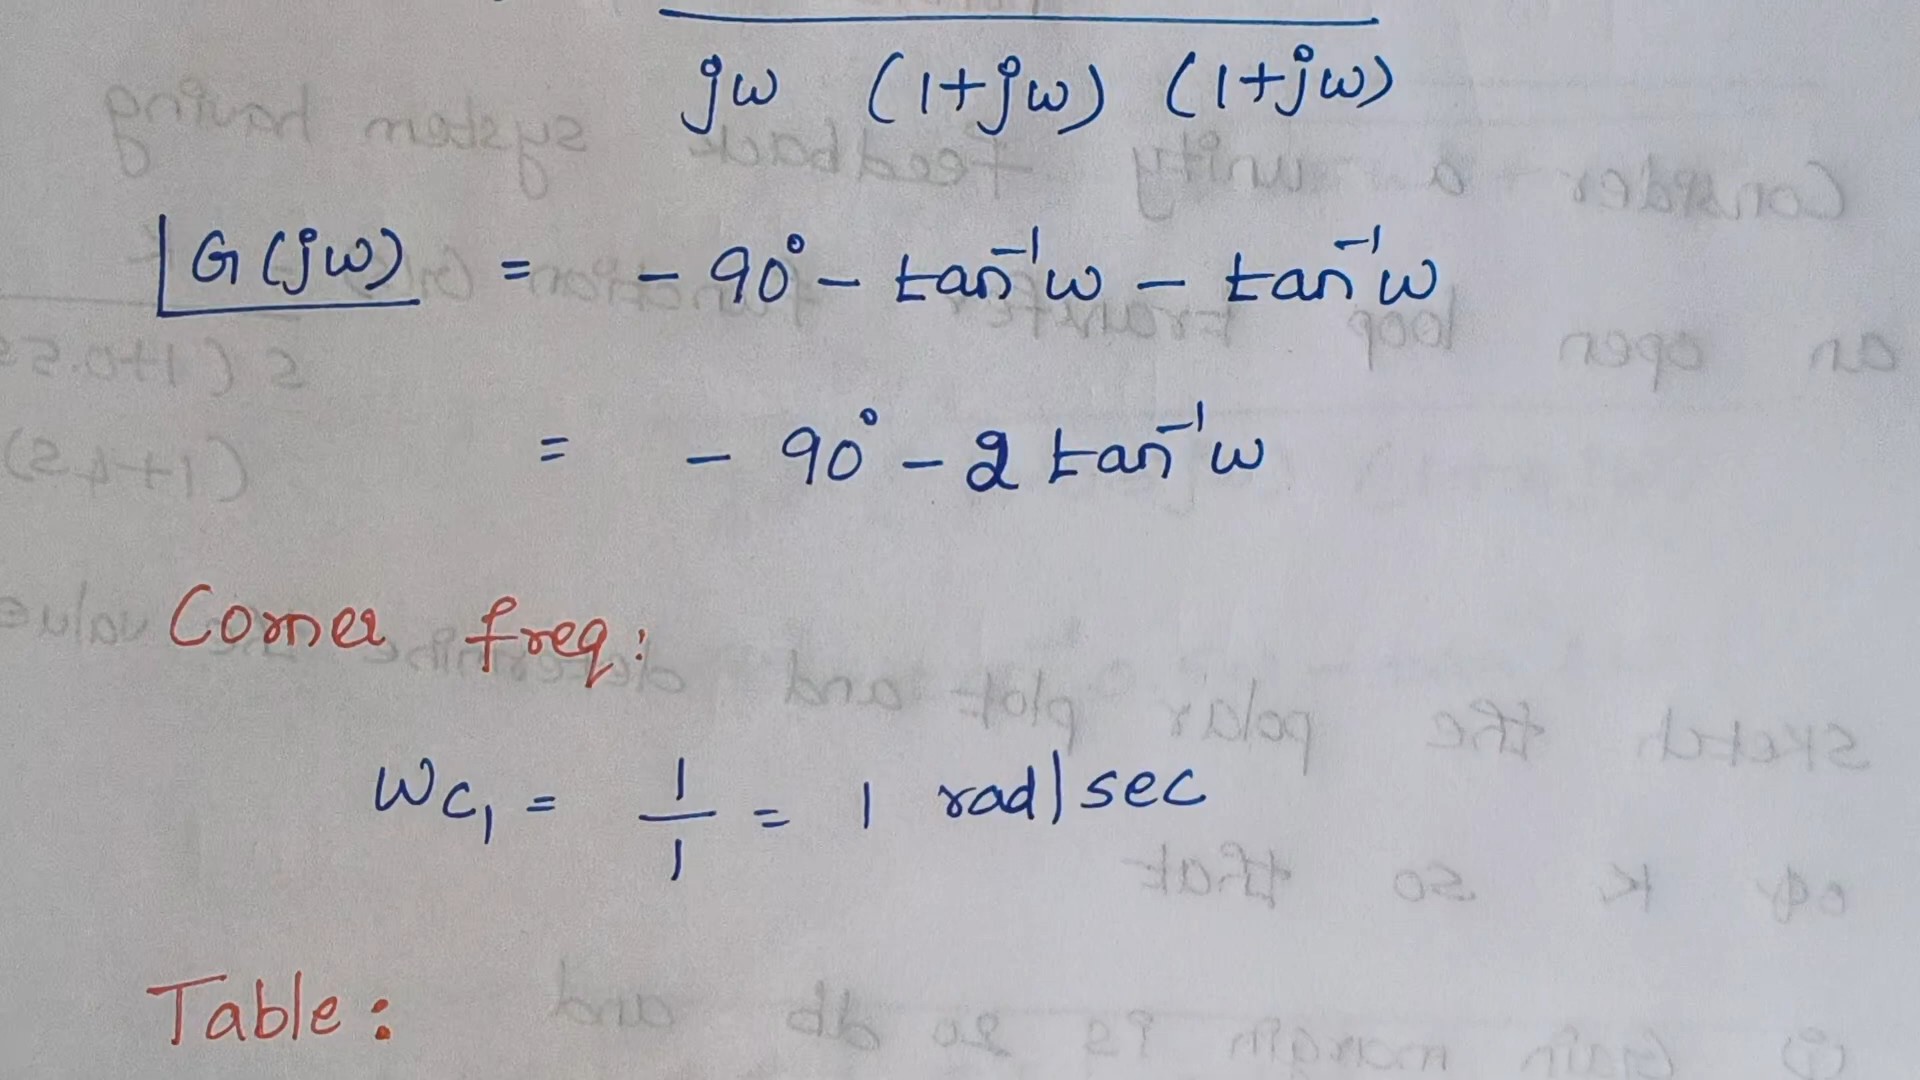 jω (1+jω) (1+jω)
∠G(jω) = - 90° - tan⁻¹ω - tan⁻¹ω
= - 90° - 2 tan⁻¹ω
Corner freq:
ωc₁ = 1/1 = 1 rad/sec
Table: